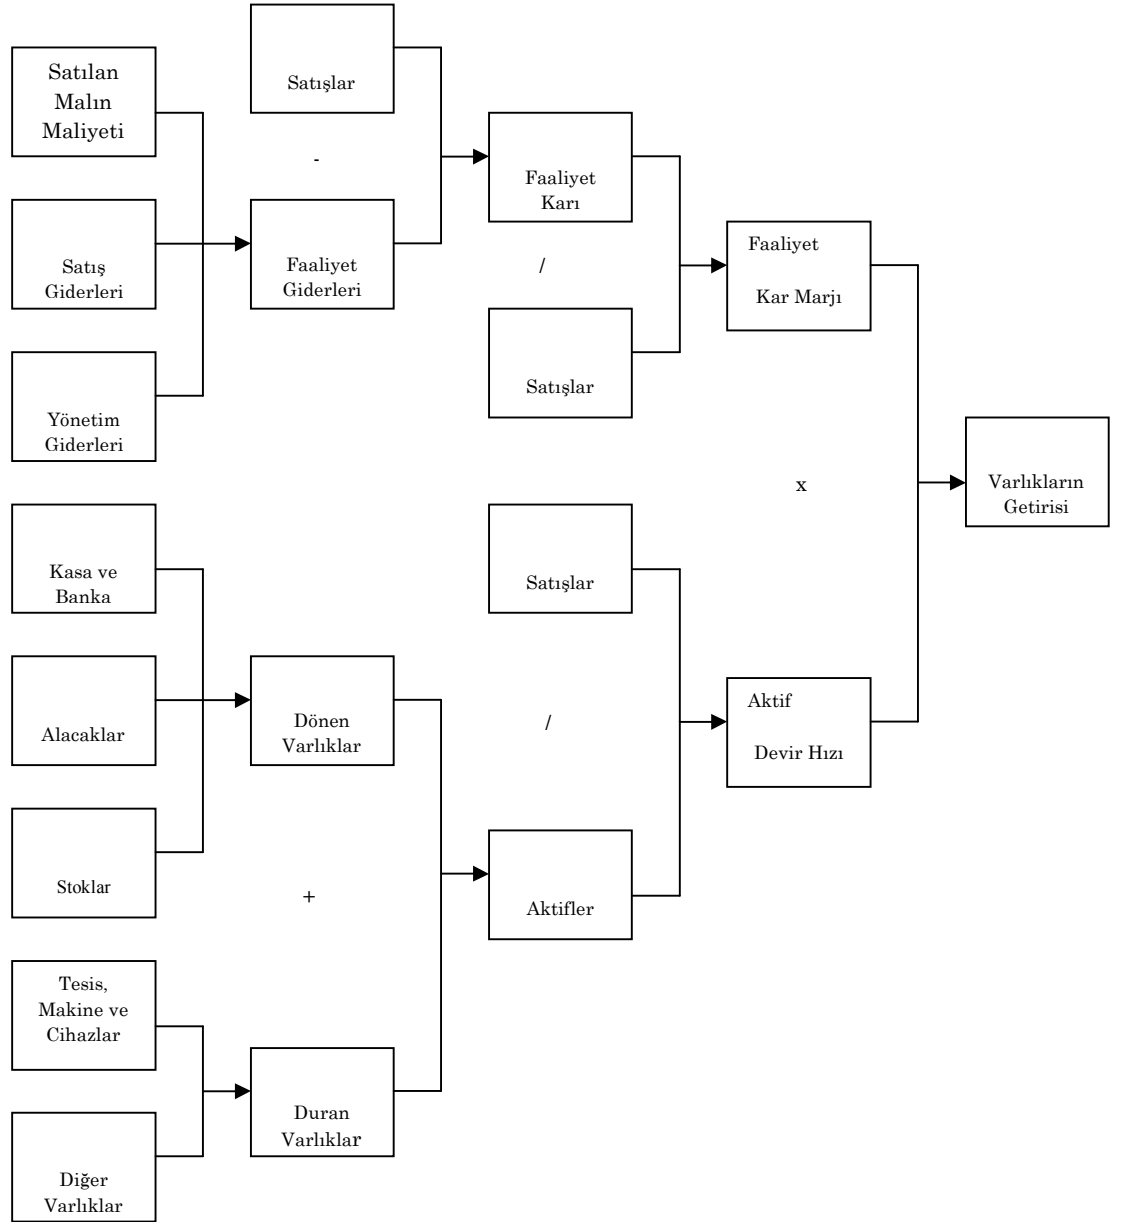 Satılan
Malın
Maliyeti
Satışlar
-
Faaliyet
Karı
Satış
Giderleri
Faaliyet
Giderleri
/
Faaliyet
Kar Marjı
Satışlar
Yönetim
Giderleri
x
Varlıkların
Getirisi
Kasa ve
Banka
Satışlar
Alacaklar
Dönen
Varlıklar
/
Aktif
Devir Hızı
Stoklar
+
Aktifler
Tesis,
Makine ve
Cihazlar
Duran
Varlıklar
Diğer
Varlıklar